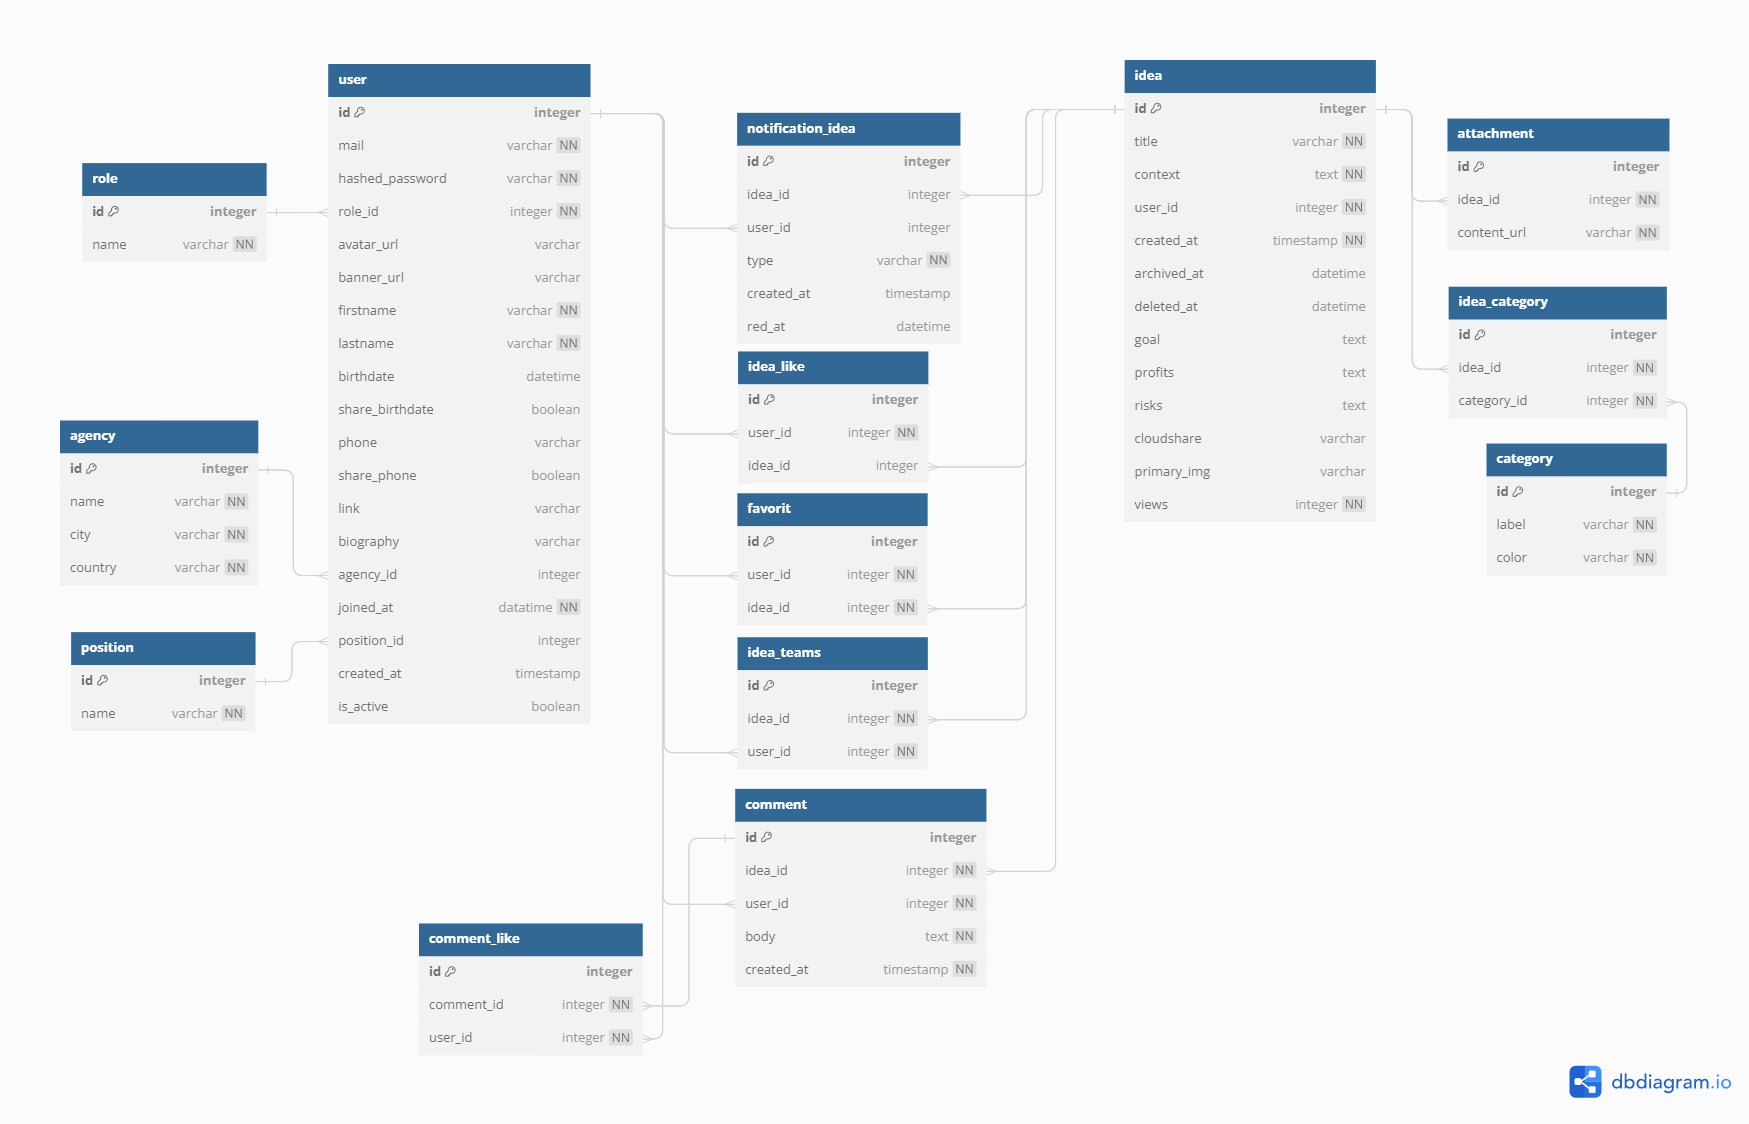 role
id integer
name varchar NN
agency
id integer
name varchar NN
city varchar NN
country varchar NN
position
id integer
name varchar NN
user
id integer
mail varchar NN
hashed_password varchar NN
role_id integer NN
avatar_url varchar
banner_url varchar
firstname varchar NN
lastname varchar NN
birthdate datetime
share_birthdate boolean
phone varchar
share_phone boolean
link varchar
biography varchar
agency_id integer
joined_at datatime NN
position_id integer
created_at timestamp
is_active boolean
notification_idea
id integer
idea_id integer
user_id integer
type varchar NN
created_at timestamp
red_at datetime
idea_like
id integer
user_id integer NN
idea_id integer
favorit
id integer
user_id integer NN
idea_id integer NN
idea_teams
id integer
idea_id integer NN
user_id integer NN
comment
id integer
idea_id integer NN
user_id integer NN
body text NN
created_at timestamp NN
comment_like
id integer
comment_id integer NN
user_id integer NN
idea
id integer
title varchar NN
context text NN
user_id integer NN
created_at timestamp NN
archived_at datetime
deleted_at datetime
goal text
profits text
risks text
cloudshare varchar
primary_img varchar
views integer NN
attachment
id integer
idea_id integer NN
content_url varchar NN
idea_category
id integer
idea_id integer NN
category_id integer NN
category
id integer
label varchar NN
color varchar NN
dbdiagram.io